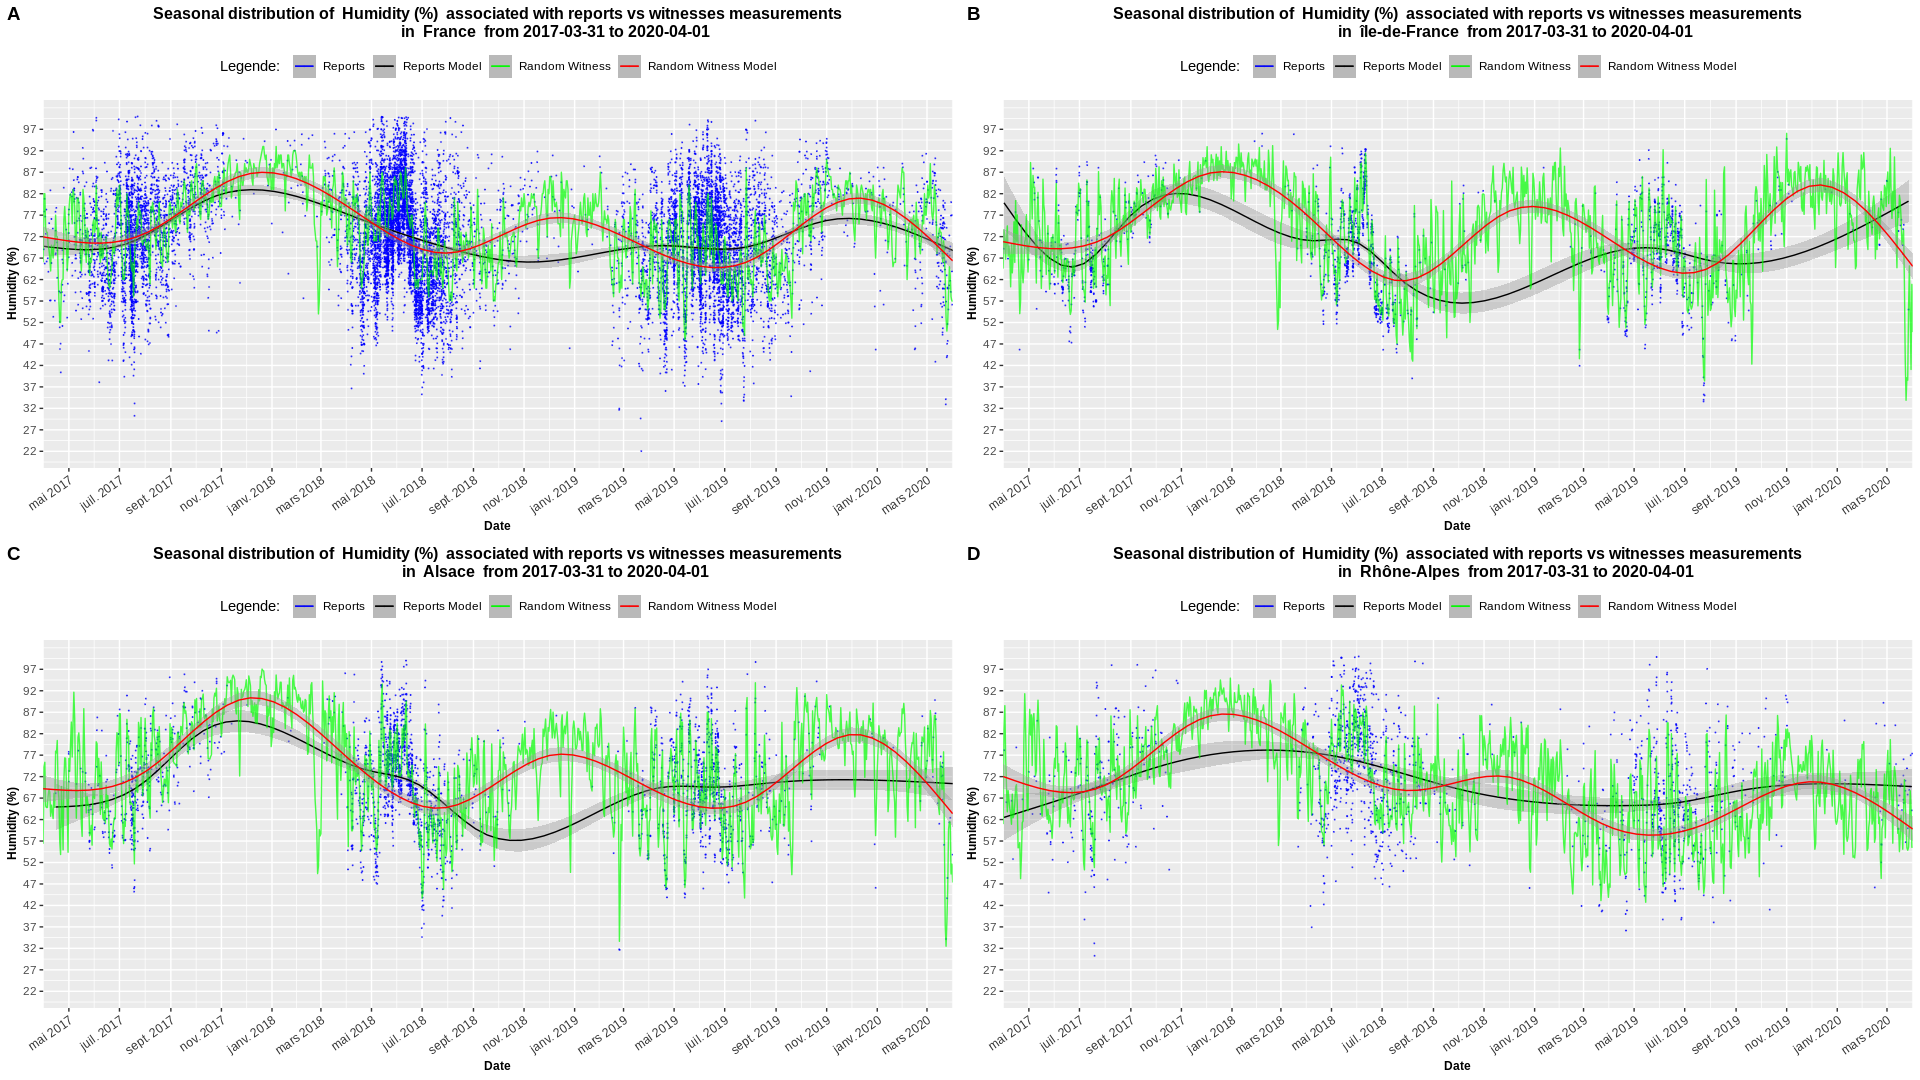 A
Seasonal distribution of Humidity (%) associated with reports vs witnesses measurements
in France from 2017-03-31 to 2020-04-01
Legende: Reports Reports Model Random Witness Random Witness Model
Humidity (%)
97
92
87
82
77
72
67
62
57
52
47
42
37
32
27
22
mai 2017 juil. 2017 sept. 2017 nov. 2017 janv. 2018 mars 2018 mai 2018 juil. 2018 sept. 2018 nov. 2018 janv. 2019 mars 2019 mai 2019 juil. 2019 sept. 2019 nov. 2019 janv. 2020 mars 2020
Date
B
Seasonal distribution of Humidity (%) associated with reports vs witnesses measurements
in île-de-France from 2017-03-31 to 2020-04-01
Legende: Reports Reports Model Random Witness Random Witness Model
Humidity (%)
97
92
87
82
77
72
67
62
57
52
47
42
37
32
27
22
mai 2017 juil. 2017 sept. 2017 nov. 2017 janv. 2018 mars 2018 mai 2018 juil. 2018 sept. 2018 nov. 2018 janv. 2019 mars 2019 mai 2019 juil. 2019 sept. 2019 nov. 2019 janv. 2020 mars 2020
Date
C
Seasonal distribution of Humidity (%) associated with reports vs witnesses measurements
in Alsace from 2017-03-31 to 2020-04-01
Legende: Reports Reports Model Random Witness Random Witness Model
Humidity (%)
97
92
87
82
77
72
67
62
57
52
47
42
37
32
27
22
mai 2017 juil. 2017 sept. 2017 nov. 2017 janv. 2018 mars 2018 mai 2018 juil. 2018 sept. 2018 nov. 2018 janv. 2019 mars 2019 mai 2019 juil. 2019 sept. 2019 nov. 2019 janv. 2020 mars 2020
Date
D
Seasonal distribution of Humidity (%) associated with reports vs witnesses measurements
in Rhône-Alpes from 2017-03-31 to 2020-04-01
Legende: Reports Reports Model Random Witness Random Witness Model
Humidity (%)
97
92
87
82
77
72
67
62
57
52
47
42
37
32
27
22
mai 2017 juil. 2017 sept. 2017 nov. 2017 janv. 2018 mars 2018 mai 2018 juil. 2018 sept. 2018 nov. 2018 janv. 2019 mars 2019 mai 2019 juil. 2019 sept. 2019 nov. 2019 janv. 2020 mars 2020
Date